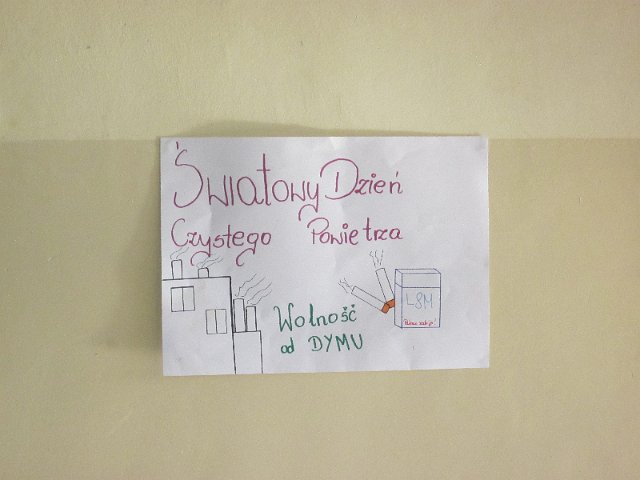 Światowy Dzień
Czystego Powietrza
Wolność
od DYMU
L&M